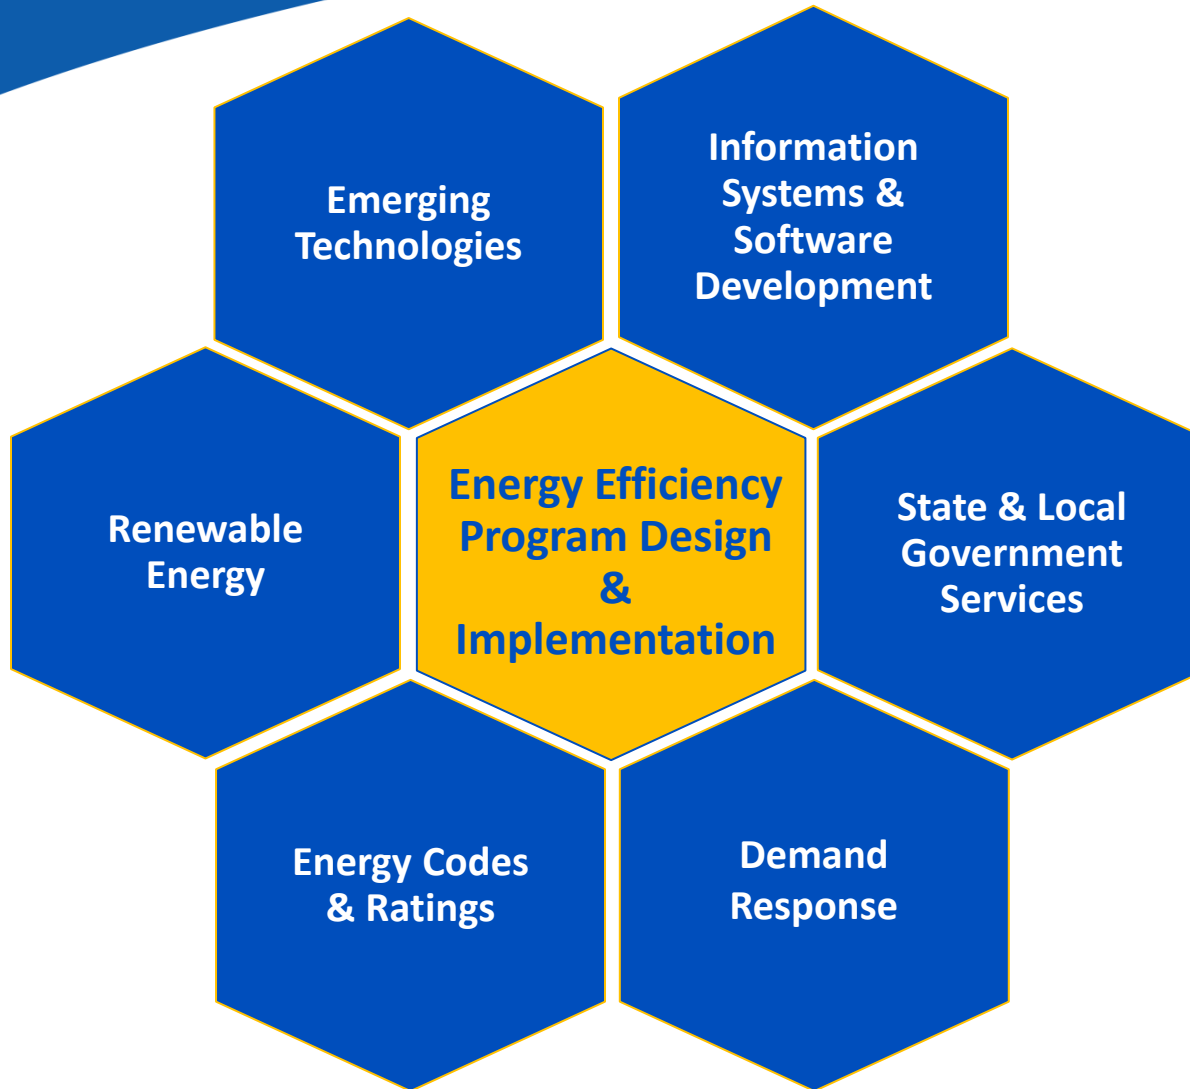 Emerging
Technologies
Information
Systems &
Software
Development
Renewable
Energy
Energy Efficiency
Program Design
&
Implementation
State & Local
Government
Services
Energy Codes
& Ratings
Demand
Response